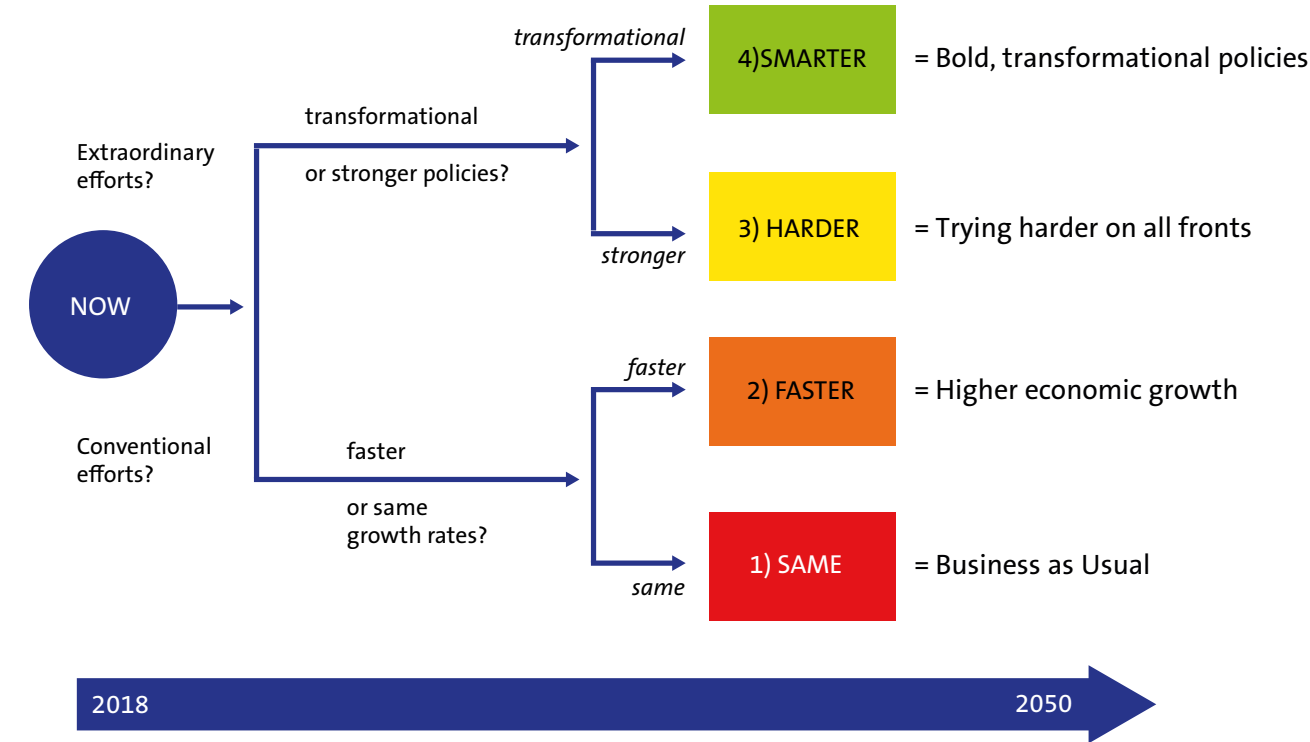 transformational
4)SMARTER
= Bold, transformational policies
transformational
or stronger policies?
Extraordinary
efforts?
3) HARDER
= Trying harder on all fronts
stronger
NOW
faster
2) FASTER
= Higher economic growth
Conventional
efforts?
faster
or same
growth rates?
1) SAME
= Business as Usual
same
2018
2050